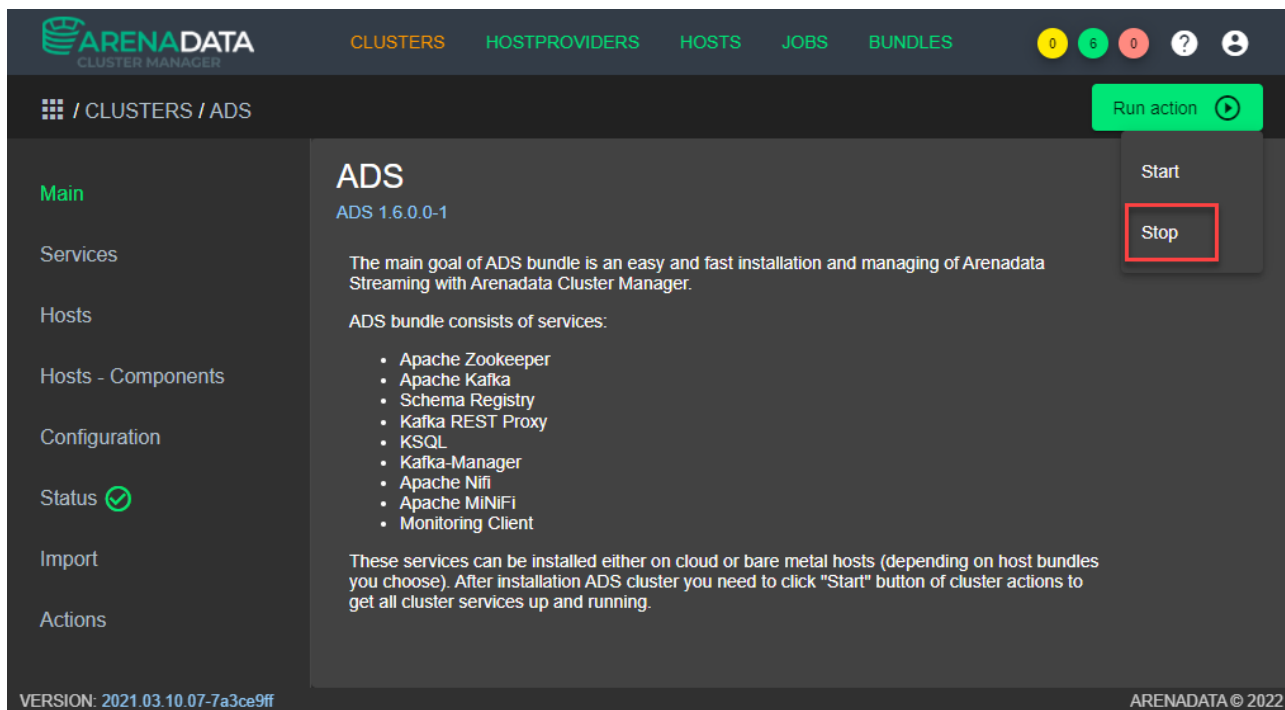 ARENADATA
CLUSTER MANAGER
CLUSTERS HOSTPROVIDERS HOSTS JOBS BUNDLES 0 6 0 ?
/ CLUSTERS / ADS
Run action
Start
Stop
Main
Services
Hosts
Hosts - Components
Configuration
Status
Import
Actions
ADS
ADS 1.6.0.0-1
The main goal of ADS bundle is an easy and fast installation and managing of Arenadata
Streaming with Arenadata Cluster Manager.
ADS bundle consists of services:
• Apache Zookeeper
• Apache Kafka
• Schema Registry
• Kafka REST Proxy
• KSQL
• Kafka-Manager
• Apache Nifi
• Apache MiNiFi
• Monitoring Client
These services can be installed either on cloud or bare metal hosts (depending on host bundles
you choose). After installation ADS cluster you need to click "Start" button of cluster actions to
get all cluster services up and running.
VERSION: 2021.03.10.07-7a3ce9ff
ARENADATA © 2022